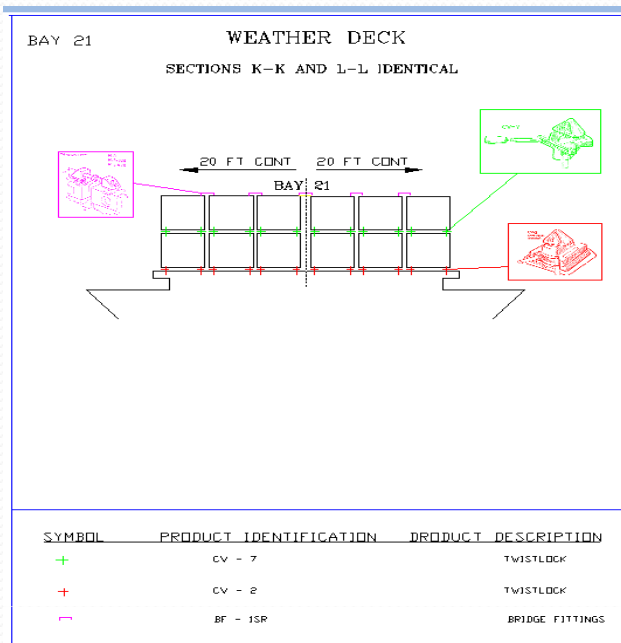 BAY 21
WEATHER DECK
SECTIONS K-K AND L-L IDENTICAL
20 FT CONT 20 FT CONT
BAY 21
SYMBOL PRODUCT IDENTIFICATION DRODUCT DESCRIPTION
CV - 7 TWISTLOCK
CV - 2 TWISTLOCK
BF - 1SR BRIDGE FITTINGS